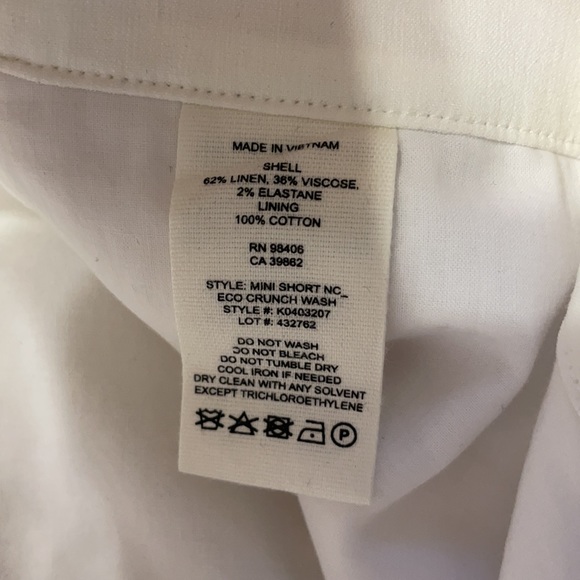 MADE IN VIETNAM
SHELL
62% LINEN, 36% VISCOSE,
2% ELASTANE
LINING
100% COTTON
RN 98406
CA 39862
STYLE: MINI SHORT NC_
ECO CRUNCH WASH
STYLE #: K0403207
LOT #: 432762
DO NOT WASH
DO NOT BLEACH
DO NOT TUMBLE DRY
COOL IRON IF NEEDED
DRY CLEAN WITH ANY SOLVENT
EXCEPT TRICHLOROETHYLENE
P